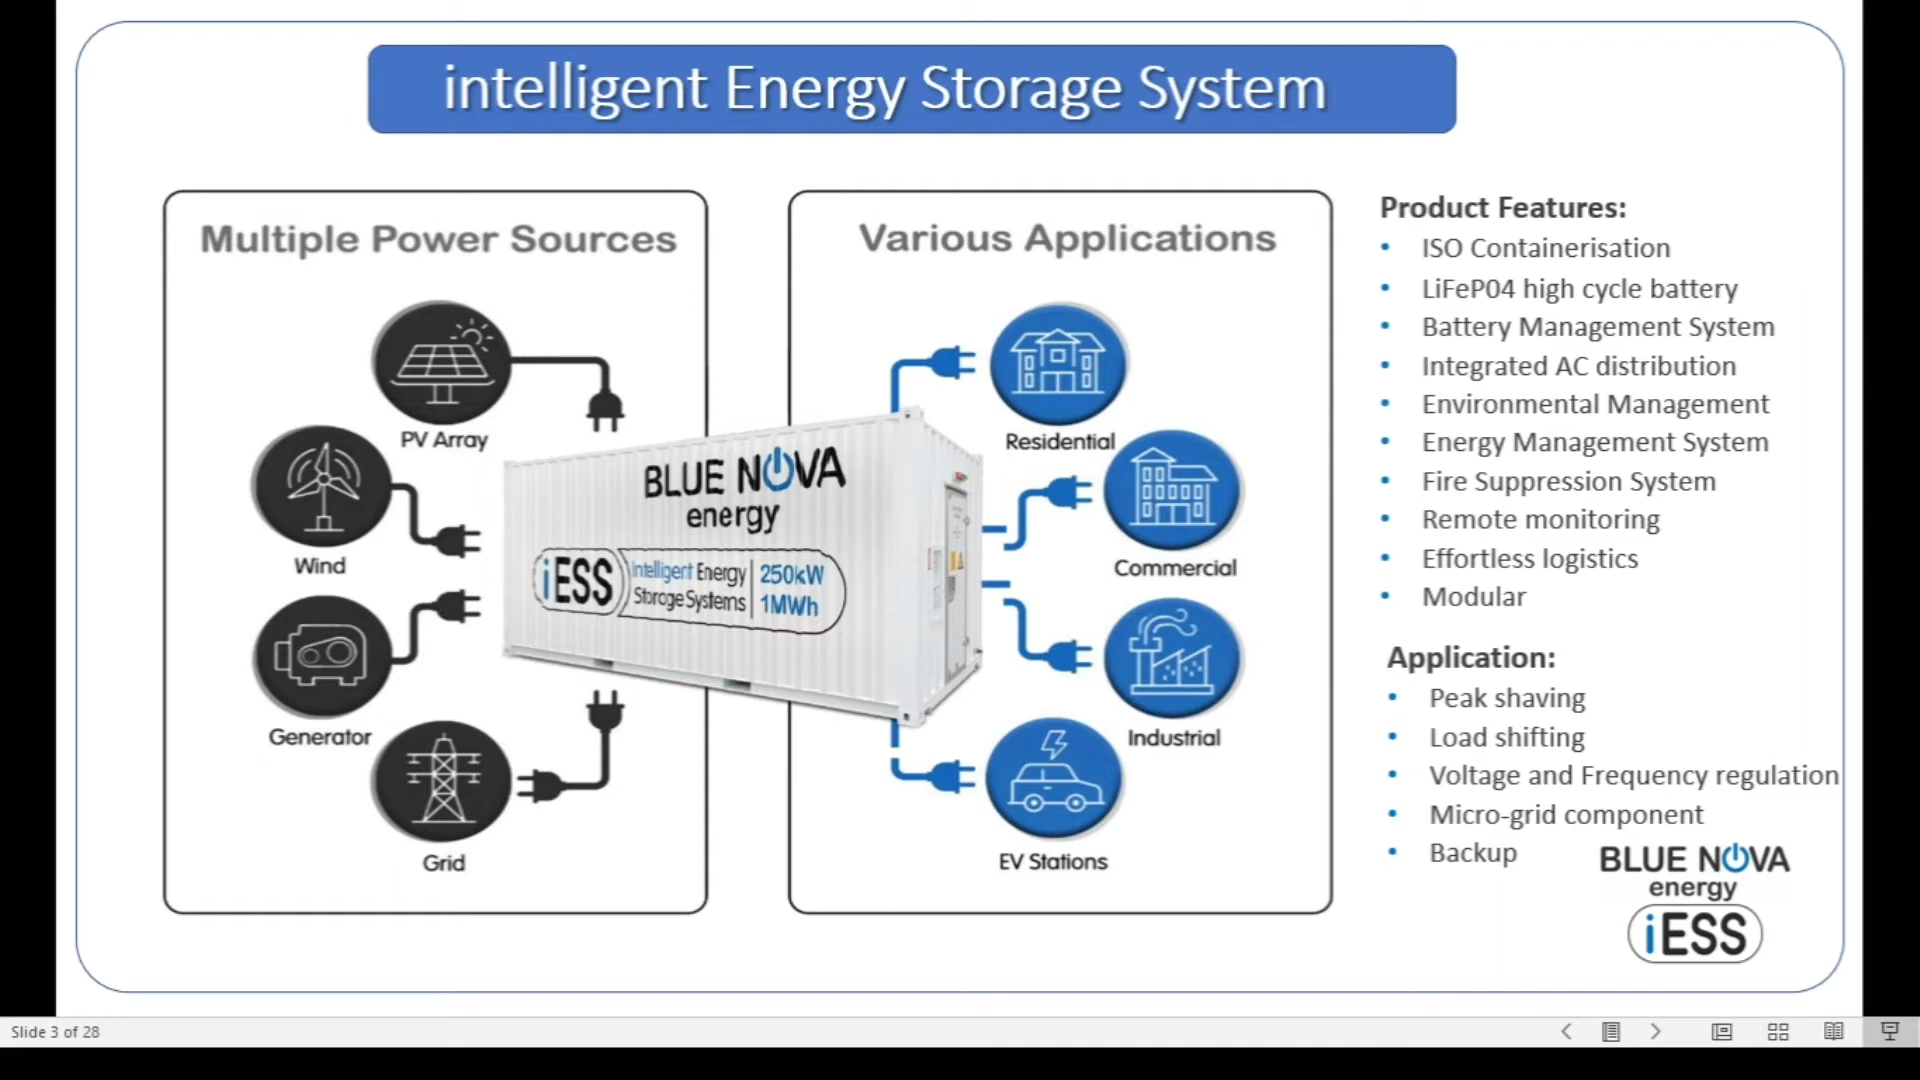 intelligent Energy Storage System
Multiple Power Sources
PV Array
Wind
Generator
Grid
BLUE NOVA
energy
iESS
Intelligent Energy
Storage Systems
250kW
1MWh
Various Applications
Residential
Commercial
Industrial
EV Stations
Product Features:
• ISO Containerisation
• LiFeP04 high cycle battery
• Battery Management System
• Integrated AC distribution
• Environmental Management
• Energy Management System
• Fire Suppression System
• Remote monitoring
• Effortless logistics
• Modular
Application:
• Peak shaving
• Load shifting
• Voltage and Frequency regulation
• Micro-grid component
• Backup
BLUE NOVA
energy
iESS
Slide 3 of 28